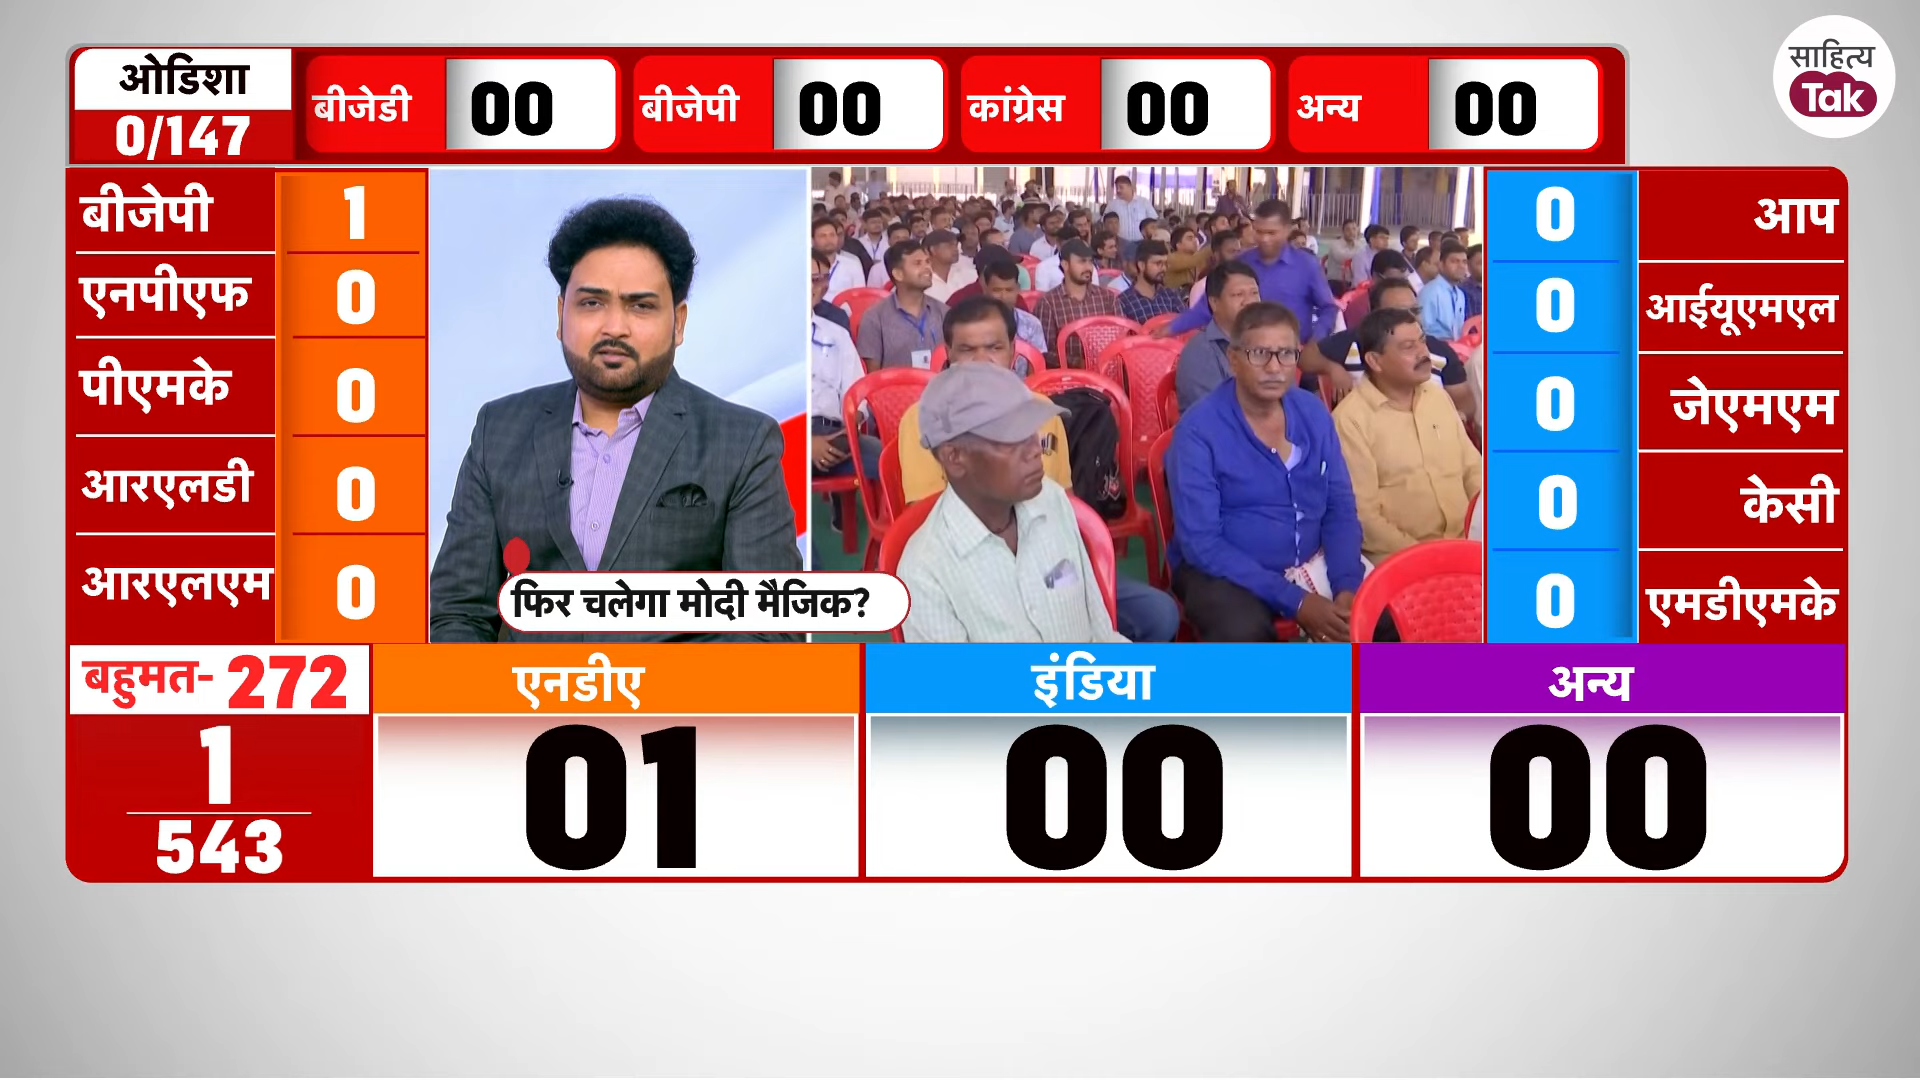 साहित्य
Tak
ओडिशा
0/147
बीजेडी 00
बीजेपी 00
कांग्रेस 00
अन्य 00
बीजेपी 1
एनपीएफ 0
पीएमके 0
आरएलडी 0
आरएलएम 0
0 आप
0 आईयूएमएल
0 जेएमएम
0 केसी
0 एमडीएमके
फिर चलेगा मोदी मैजिक?
बहुमत- 272
1
543
एनडीए
01
इंडिया
00
अन्य
00